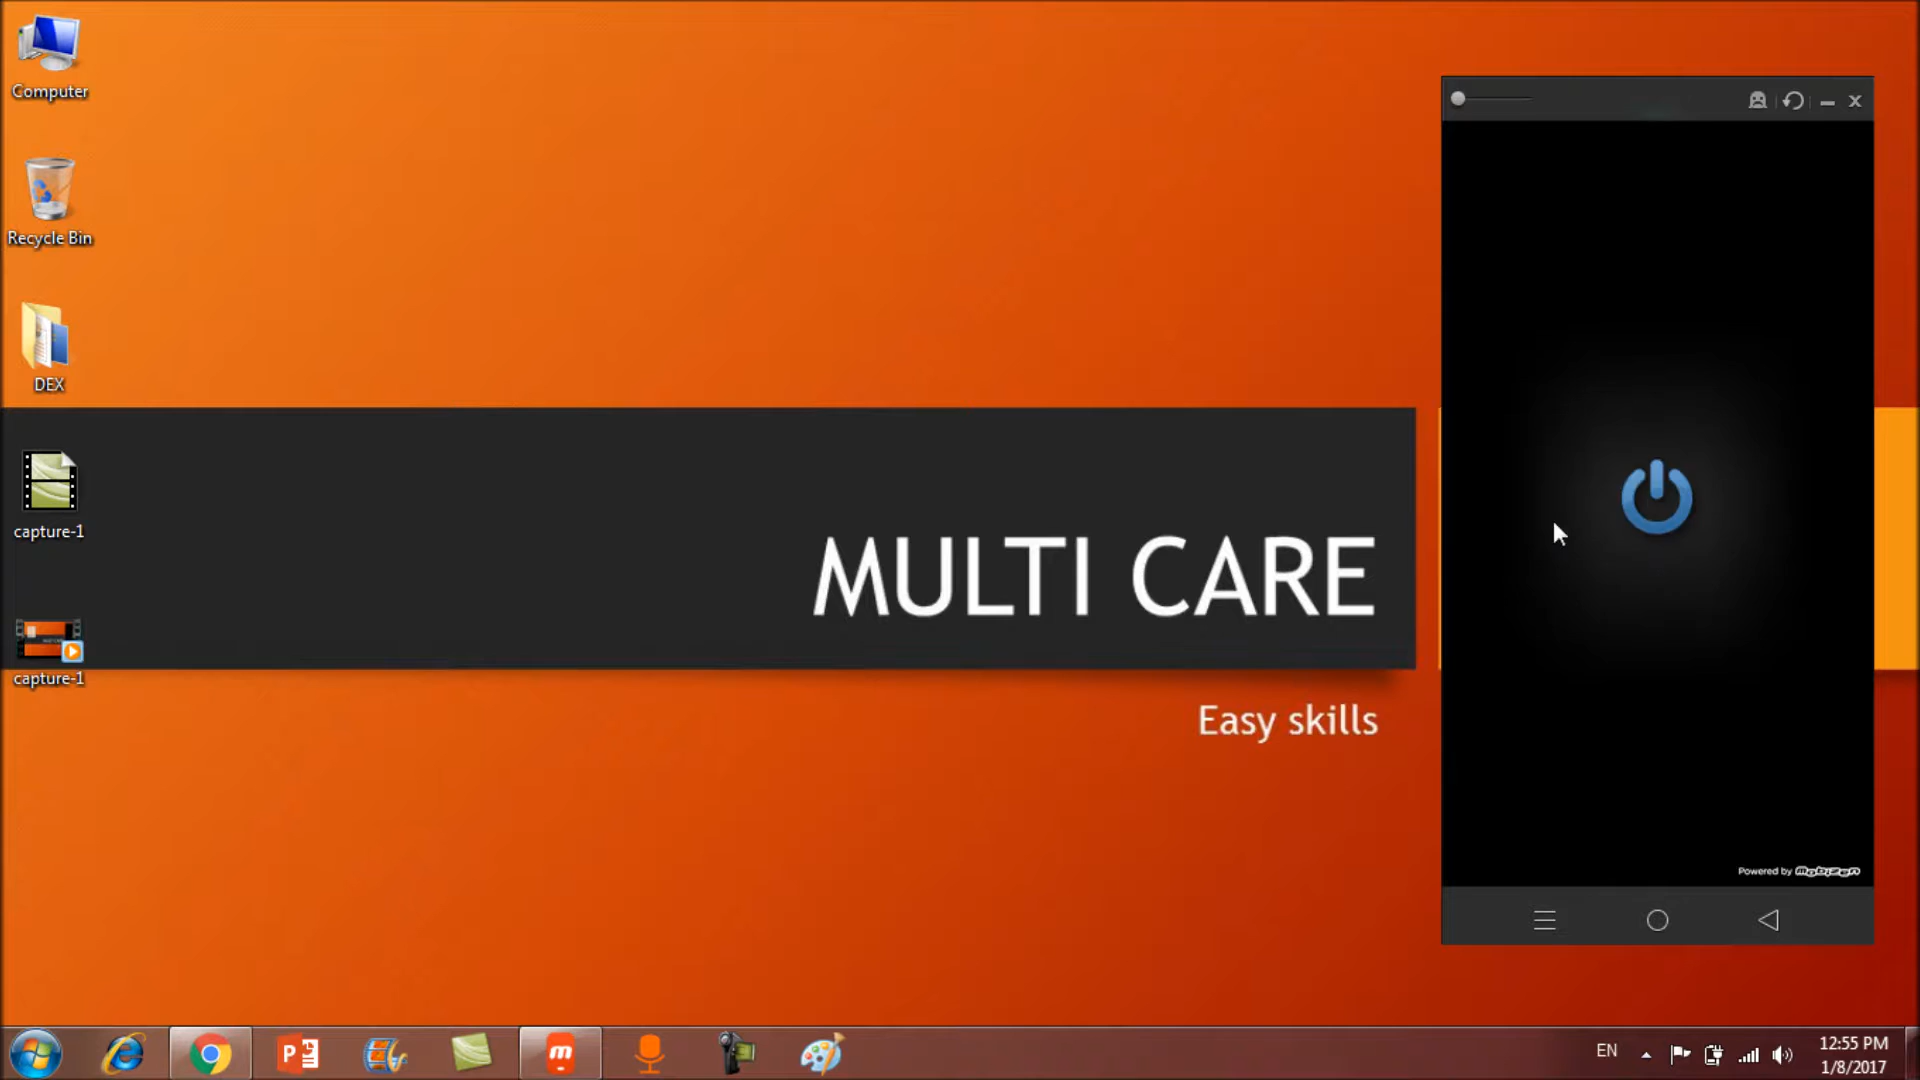 Computer
Recycle Bin
DEX
capture-1
capture-1
MULTI CARE
Easy skills
Powered by Mobizen
EN
12:55 PM
1/8/2017